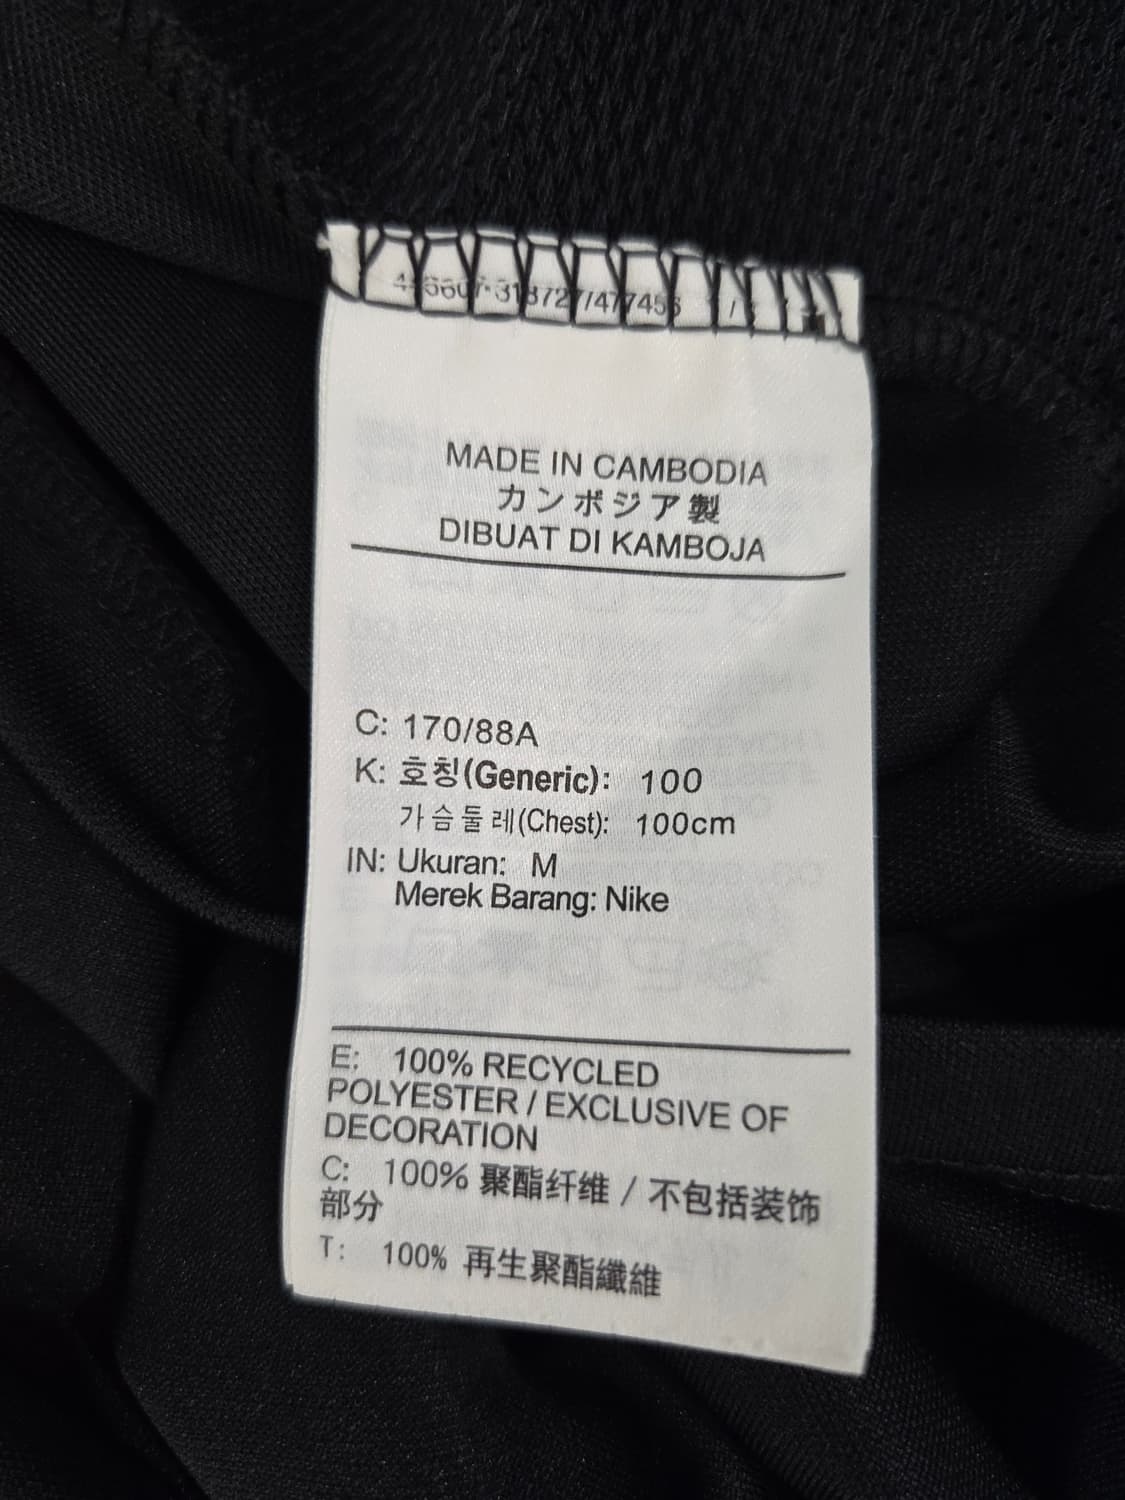 MADE IN CAMBODIA
カンボジア製
DIBUAT DI KAMBOJA
C: 170/88A
K: 호칭(Generic): 100
가슴둘레(Chest): 100cm
IN: Ukuran: M
Merek Barang: Nike
E: 100% RECYCLED
POLYESTER / EXCLUSIVE OF
DECORATION
C: 100% 聚酯纤维 / 不包括装饰
部分
T: 100% 再生聚酯纖維